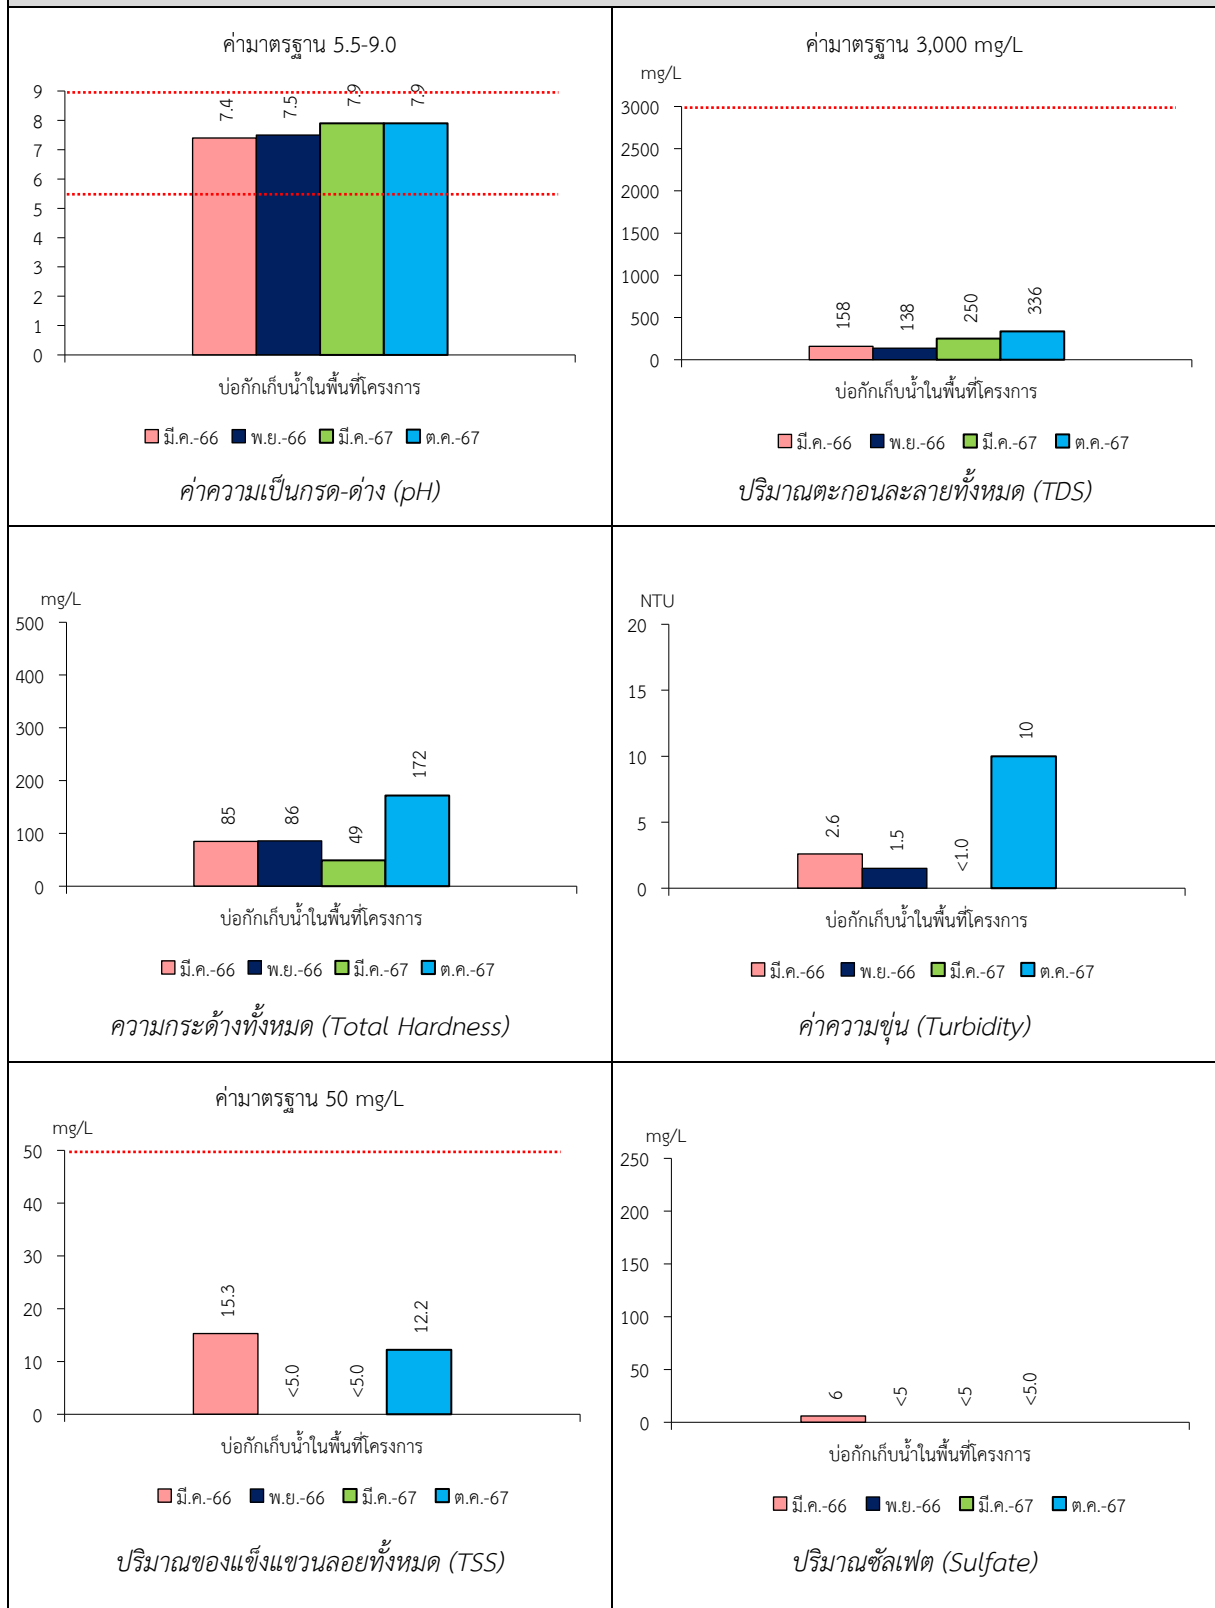 ค่ามาตรฐาน 5.5-9.0
9
8
7
6
5
4
3
2
1
0
7.4
7.5
7.9
7.9
บ่อกักเก็บน้ำในพื้นที่โครงการ
มี.ค.-66 พ.ย.-66 มี.ค.-67 ต.ค.-67
ค่าความเป็นกรด-ด่าง (pH)
ค่ามาตรฐาน 3,000 mg/L
mg/L
3000
2500
2000
1500
1000
500
0
158
138
250
336
บ่อกักเก็บน้ำในพื้นที่โครงการ
มี.ค.-66 พ.ย.-66 มี.ค.-67 ต.ค.-67
ปริมาณตะกอนละลายทั้งหมด (TDS)
mg/L
500
400
300
200
100
0
85
86
49
172
บ่อกักเก็บน้ำในพื้นที่โครงการ
มี.ค.-66 พ.ย.-66 มี.ค.-67 ต.ค.-67
ความกระด้างทั้งหมด (Total Hardness)
NTU
20
15
10
5
0
2.6
1.5
<1.0
10
บ่อกักเก็บน้ำในพื้นที่โครงการ
มี.ค.-66 พ.ย.-66 มี.ค.-67 ต.ค.-67
ค่าความขุ่น (Turbidity)
ค่ามาตรฐาน 50 mg/L
mg/L
50
40
30
20
10
0
15.3
<5.0
<5.0
12.2
บ่อกักเก็บน้ำในพื้นที่โครงการ
มี.ค.-66 พ.ย.-66 มี.ค.-67 ต.ค.-67
ปริมาณของแข็งแขวนลอยทั้งหมด (TSS)
mg/L
250
200
150
100
50
0
6
<5
<5
<5.0
บ่อกักเก็บน้ำในพื้นที่โครงการ
มี.ค.-66 พ.ย.-66 มี.ค.-67 ต.ค.-67
ปริมาณซัลเฟต (Sulfate)